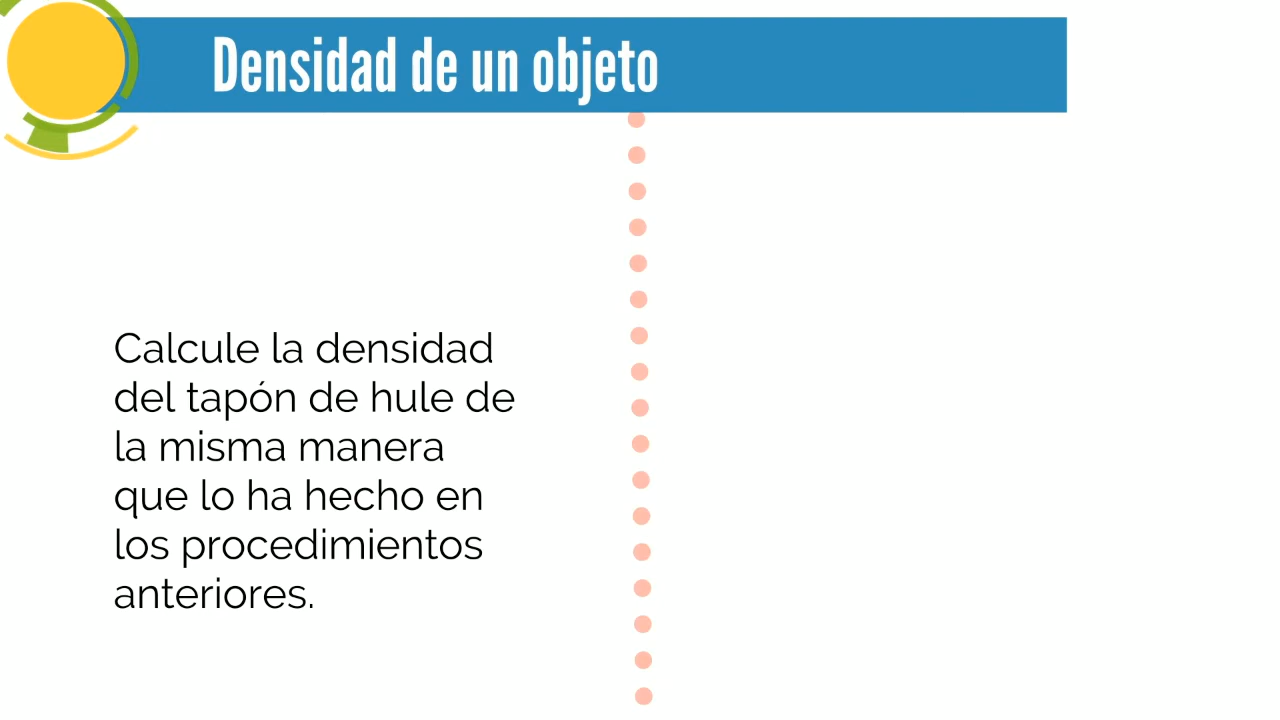 Densidad de un objeto
Calcule la densidad
del tapón de hule de
la misma manera
que lo ha hecho en
los procedimientos
anteriores.